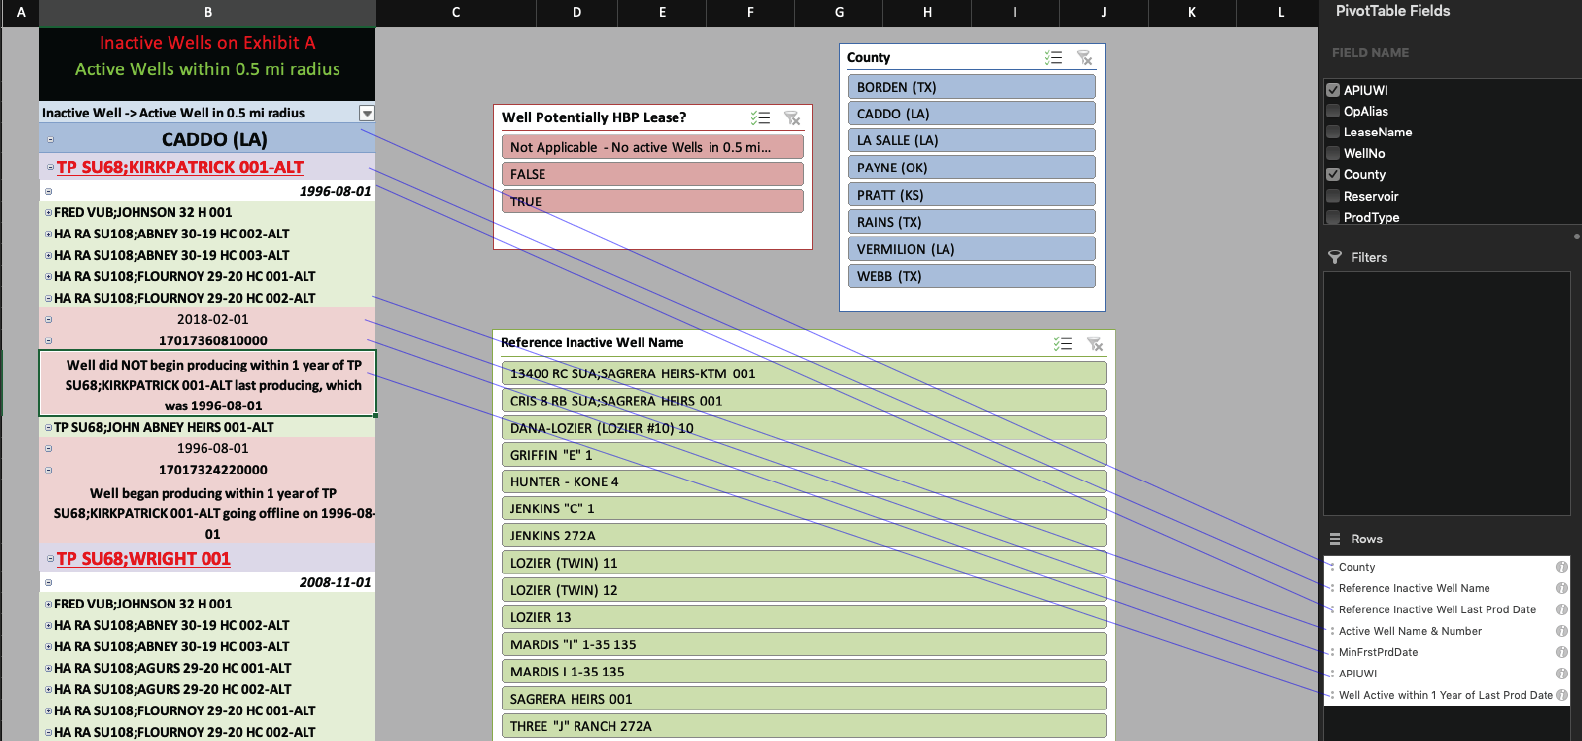 A
B
C
D
E
F
G
H
I
J
K
L
Inactive Wells on Exhibit A
Active Wells within 0.5 mi radius
Inactive Well -> Active Well in 0.5 mi radius
CADDO (LA)
TP SU68;KIRKPATRICK 001-ALT
1996-08-01
FRED VUB;JOHNSON 32 H 001
HA RA SU108;ABNEY 30-19 HC 002-ALT
HA RA SU108;ABNEY 30-19 HC 003-ALT
HA RA SU108;FLOURNOY 29-20 HC 001-ALT
HA RA SU108;FLOURNOY 29-20 HC 002-ALT
2018-02-01
17017360810000
Well did NOT begin producing within 1 year of TP
SU68;KIRKPATRICK 001-ALT last producing, which
was 1996-08-01
TP SU68;JOHN ABNEY HEIRS 001-ALT
1996-08-01
17017324220000
Well began producing within 1 year of TP
SU68;KIRKPATRICK 001-ALT going offline on 1996-08-
01
TP SU68;WRIGHT 001
2008-11-01
FRED VUB;JOHNSON 32 H 001
HA RA SU108;ABNEY 30-19 HC 002-ALT
HA RA SU108;ABNEY 30-19 HC 003-ALT
HA RA SU108;AGURS 29-20 HC 001-ALT
HA RA SU108;AGURS 29-20 HC 002-ALT
HA RA SU108;FLOURNOY 29-20 HC 001-ALT
HA RA SU108;FLOURNOY 29-20 HC 002-ALT
Well Potentially HBP Lease?
Not Applicable - No active Wells in 0.5 mi...
FALSE
TRUE
County
BORDEN (TX)
CADDO (LA)
LA SALLE (LA)
PAYNE (OK)
PRATT (KS)
RAINS (TX)
VERMILION (LA)
WEBB (TX)
Reference Inactive Well Name
13400 RC SUA;SAGRERA HEIRS-KTM 001
CRIS 8 RB SUA;SAGRERA HEIRS 001
DANA-LOZIER (LOZIER #10) 10
GRIFFIN "E" 1
HUNTER - KONE 4
JENKINS "C" 1
JENKINS 272A
LOZIER (TWIN) 11
LOZIER (TWIN) 12
LOZIER 13
MARDIS "I" 1-35 135
MARDIS I 1-35 135
SAGRERA HEIRS 001
THREE "J" RANCH 272A
PivotTable Fields
FIELD NAME
APIUWI
OpAlias
LeaseName
WellNo
County
Reservoir
ProdType
Filters
Rows
County
Reference Inactive Well Name
Reference Inactive Well Last Prod Date
Active Well Name & Number
MinFrstPrdDate
APIUWI
Well Active within 1 Year of Last Prod Date